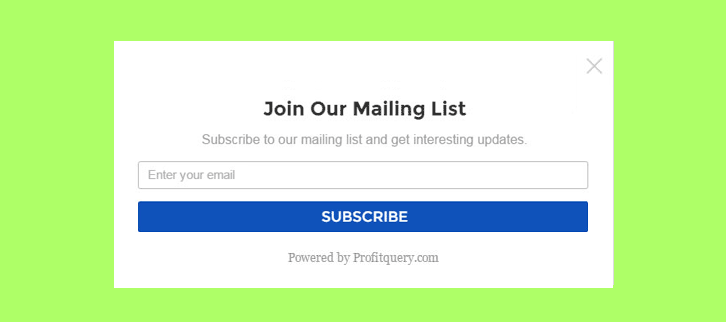 Join Our Mailing List
Subscribe to our mailing list and get interesting updates.
Enter your email
SUBSCRIBE
Powered by Profitquery.com